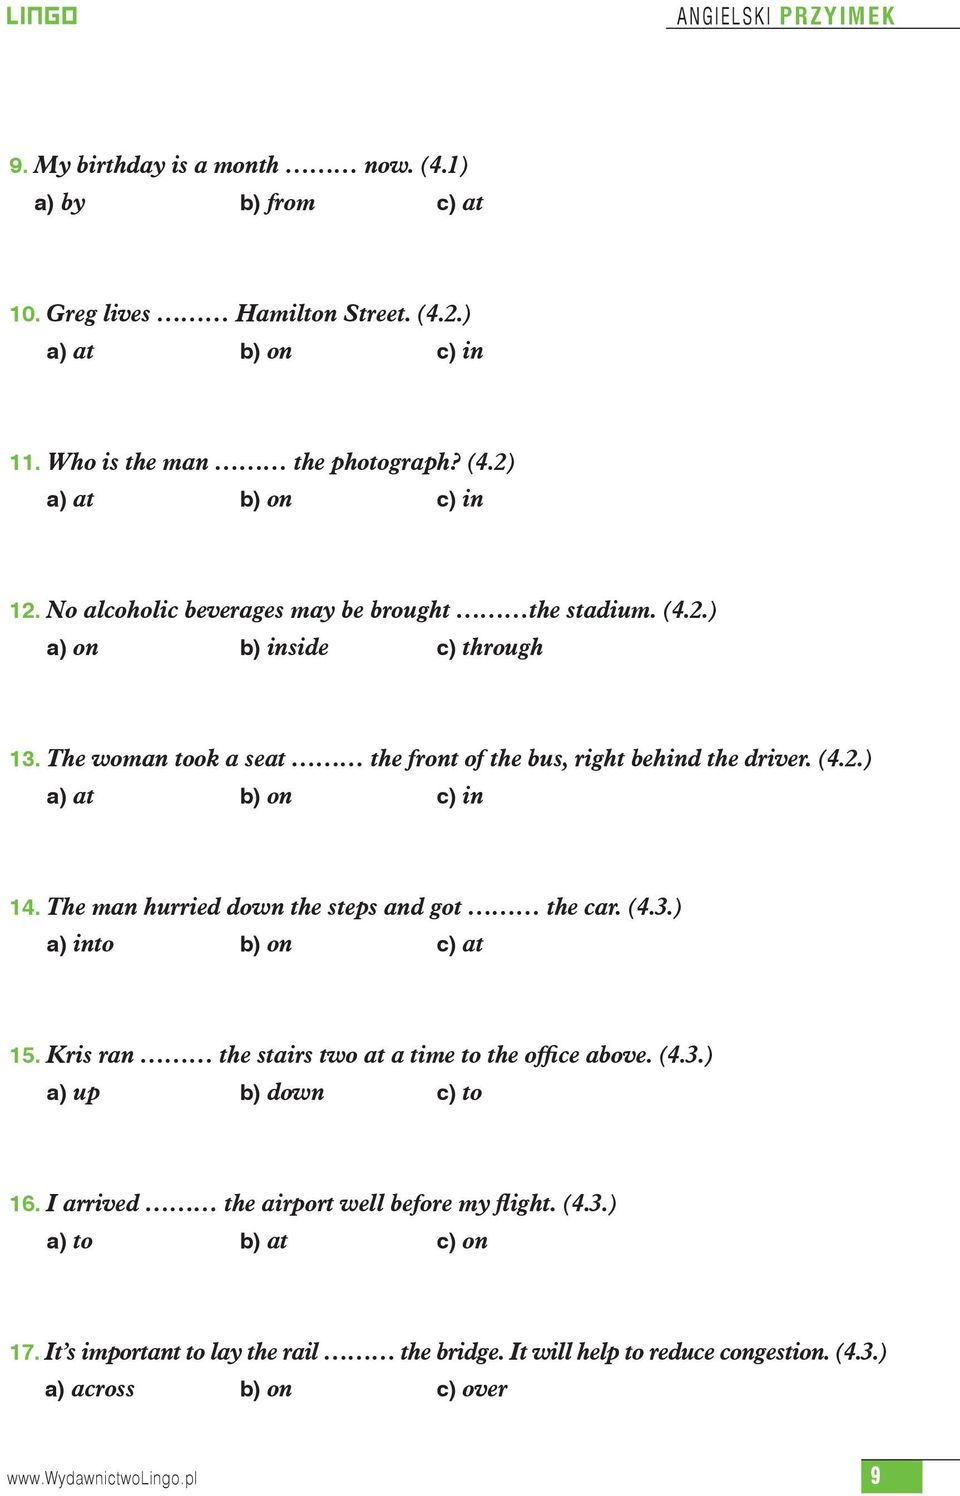 LINGO
ANGIELSKI PRZYIMEK
9. My birthday is a month ……… now. (4.1)
a) by b) from c) at
10. Greg lives ……… Hamilton Street. (4.2.)
a) at b) on c) in
11. Who is the man ……… the photograph? (4.2)
a) at b) on c) in
12. No alcoholic beverages may be brought ………the stadium. (4.2.)
a) on b) inside c) through
13. The woman took a seat ……… the front of the bus, right behind the driver. (4.2.)
a) at b) on c) in
14. The man hurried down the steps and got ……… the car. (4.3.)
a) into b) on c) at
15. Kris ran ……… the stairs two at a time to the office above. (4.3.)
a) up b) down c) to
16. I arrived ……… the airport well before my flight. (4.3.)
a) to b) at c) on
17. It's important to lay the rail ……… the bridge. It will help to reduce congestion. (4.3.)
a) across b) on c) over
www.WydawnictwoLingo.pl
9